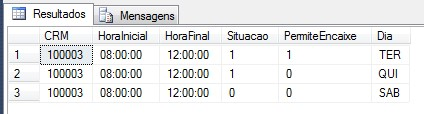 Resultados Mensagens
CRM HoraInicial HoraFinal Situacao PermiteEncaixe Dia
1 100003 08:00:00 12:00:00 1 1 TER
2 100003 08:00:00 12:00:00 1 0 QUI
3 100003 08:00:00 12:00:00 0 0 SAB